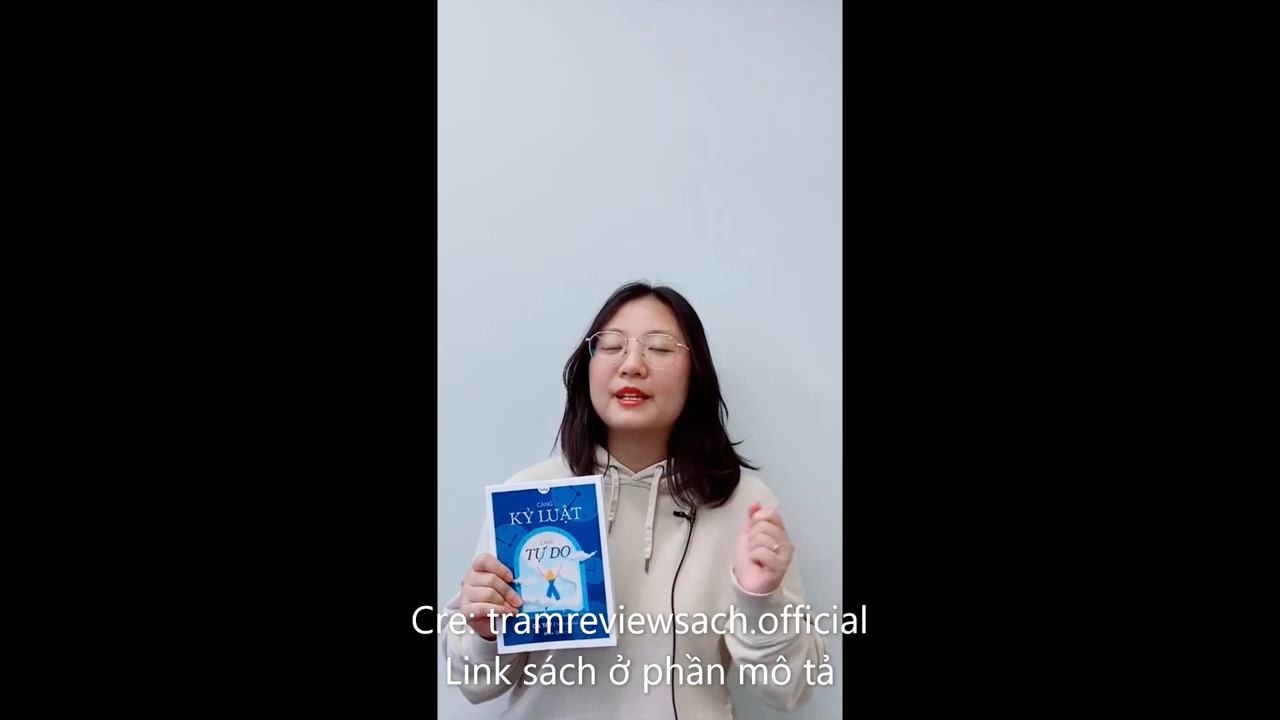 CÀNG
KỶ LUẬT
CÀNG
TỰ DO
Cre: tramreviewsach.official
Link sách ở phần mô tả